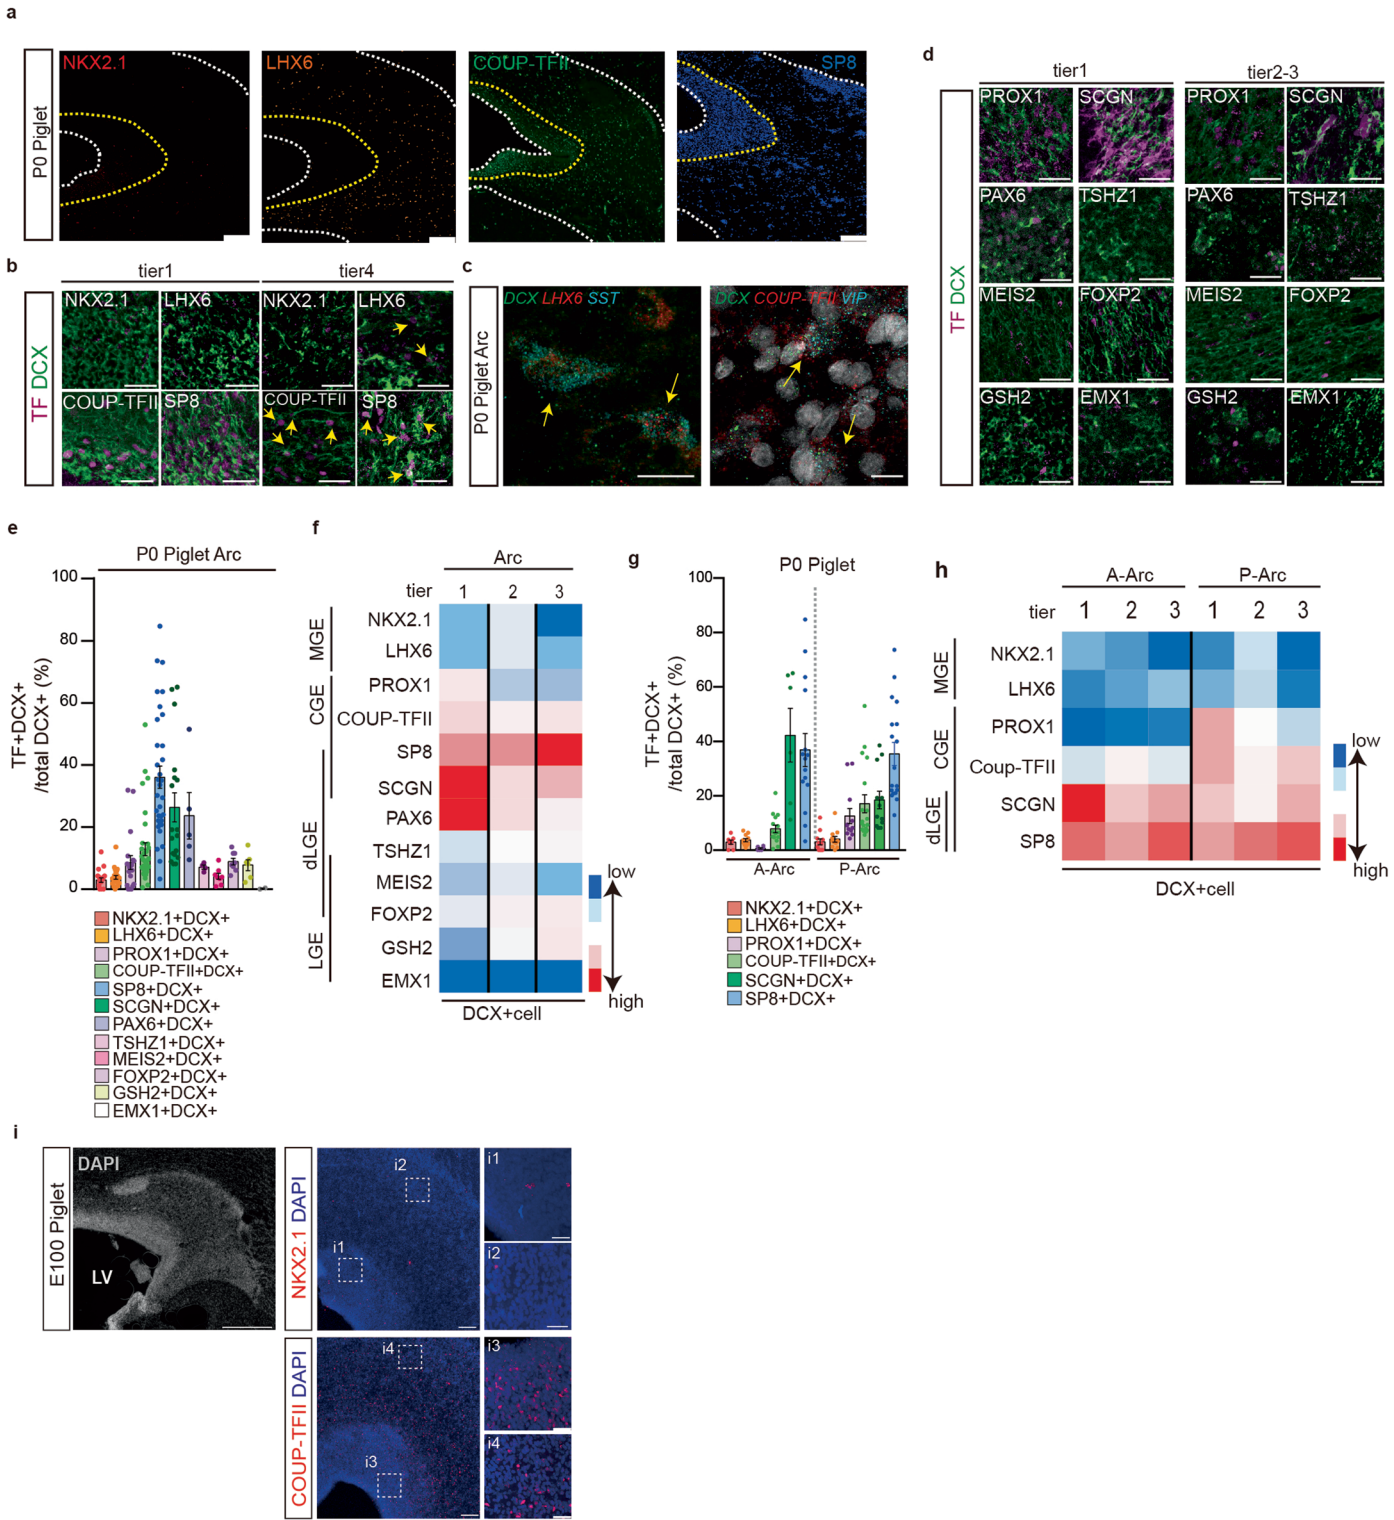 a
P0 Piglet
NKX2.1
LHX6
COUP-TFII
SP8
b
tier1
tier4
TF DCX
NKX2.1
LHX6
NKX2.1
LHX6
COUP-TFII
SP8
COUP-TFII
SP8
c
P0 Piglet Arc
DCX LHX6 SST
DCX COUP-TFII VIP
d
tier1
tier2-3
TF DCX
PROX1
SCGN
PROX1
SCGN
PAX6
TSHZ1
PAX6
TSHZ1
MEIS2
FOXP2
MEIS2
FOXP2
GSH2
EMX1
GSH2
EMX1
e
P0 Piglet Arc
TF+DCX+
/total DCX+ (%)
100
80
60
40
20
0
NKX2.1+DCX+
LHX6+DCX+
PROX1+DCX+
COUP-TFII+DCX+
SP8+DCX+
SCGN+DCX+
PAX6+DCX+
TSHZ1+DCX+
MEIS2+DCX+
FOXP2+DCX+
GSH2+DCX+
EMX1+DCX+
f
Arc
tier 1 2 3
MGE
CGE
dLGE
LGE
NKX2.1
LHX6
PROX1
COUP-TFII
SP8
SCGN
PAX6
TSHZ1
MEIS2
FOXP2
GSH2
EMX1
DCX+cell
low
high
g
P0 Piglet
TF+DCX+
/total DCX+ (%)
100
80
60
40
20
0
A-Arc
P-Arc
NKX2.1+DCX+
LHX6+DCX+
PROX1+DCX+
COUP-TFII+DCX+
SCGN+DCX+
SP8+DCX+
h
A-Arc
P-Arc
tier 1 2 3 1 2 3
MGE
CGE
dLGE
NKX2.1
LHX6
PROX1
Coup-TFII
SCGN
SP8
DCX+cell
low
high
i
E100 Piglet
DAPI
LV
NKX2.1 DAPI
i2
i1
i1
i2
COUP-TFII DAPI
i4
i3
i3
i4